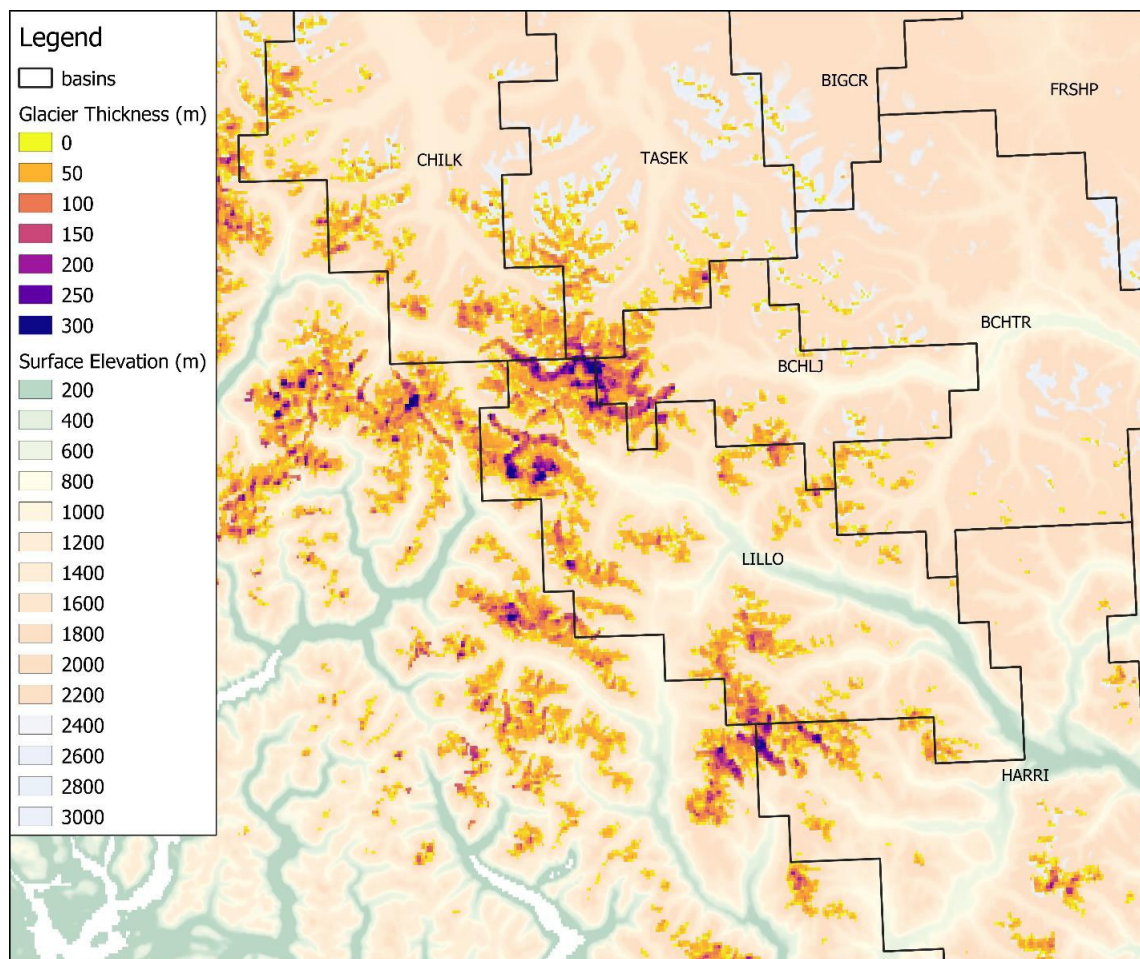 Legend
basins
Glacier Thickness (m)
0
50
100
150
200
250
300
Surface Elevation (m)
200
400
600
800
1000
1200
1400
1600
1800
2000
2200
2400
2600
2800
3000
BIGCR
FRSHP
CHILK
TASEK
BCHTR
BCHLJ
LILLO
HARRI